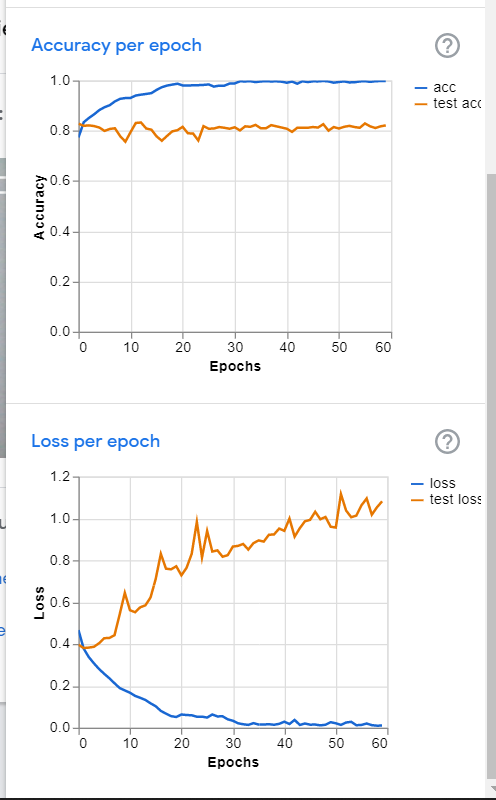 Accuracy per epoch
?
1.0
0.8
0.6
0.4
0.2
0.0
Accuracy
0 10 20 30 40 50 60
Epochs
acc
test acc
Loss per epoch
?
1.2
1.0
0.8
0.6
0.4
0.2
0.0
Loss
0 10 20 30 40 50 60
Epochs
loss
test loss